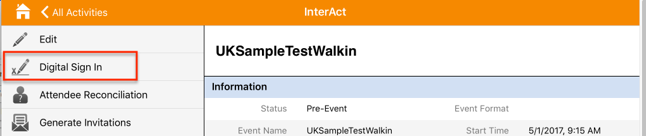 All Activities
InterAct
Edit
Digital Sign In
Attendee Reconciliation
Generate Invitations
UKSampleTestWalkin
Information
Status Pre-Event Event Format
Event Name UKSampleTestWalkin Start Time 5/1/2017, 9:15 AM